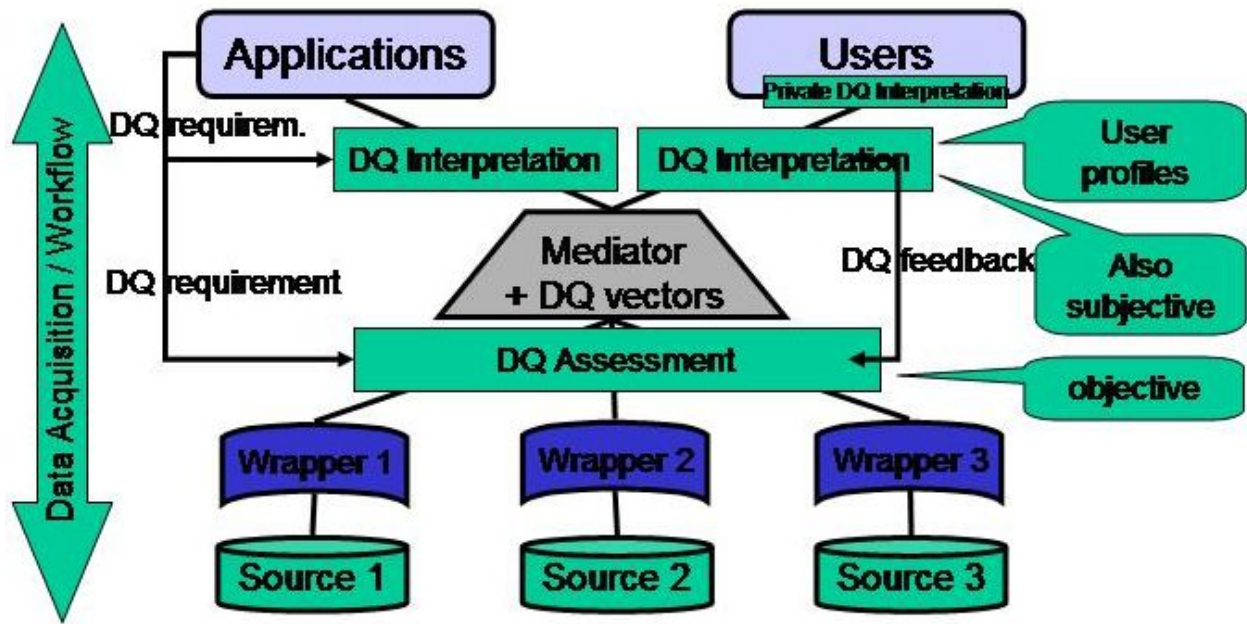 Applications
Users
Private DQ Interpretation
DQ requirem.
DQ Interpretation
DQ Interpretation
User
profiles
Data Acquisition / Workflow
Mediator
+ DQ vectors
DQ requirement
DQ feedback
Also
subjective
DQ Assessment
objective
Wrapper 1
Wrapper 2
Wrapper 3
Source 1
Source 2
Source 3